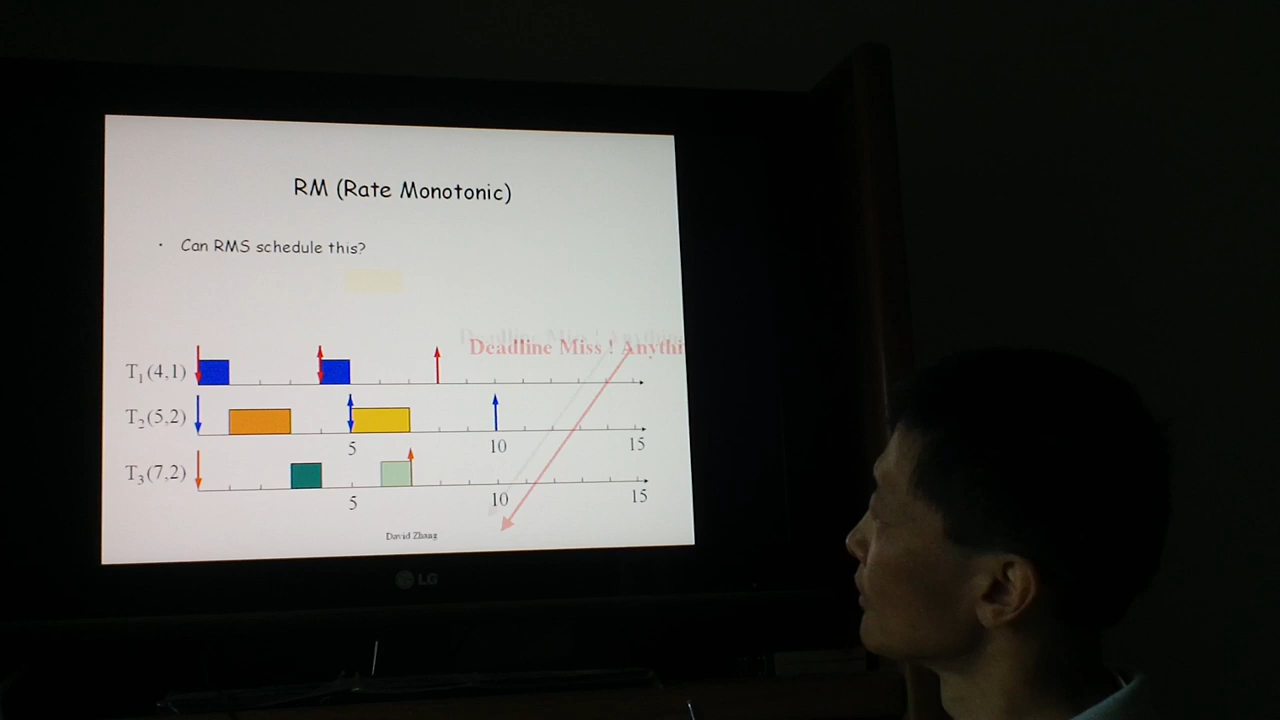 RM (Rate Monotonic)
· Can RMS schedule this?
Deadline Miss! Anythi
T1(4,1)
T2(5,2)
5 10 15
T3(7,2)
5 10 15
David Zhang
LG